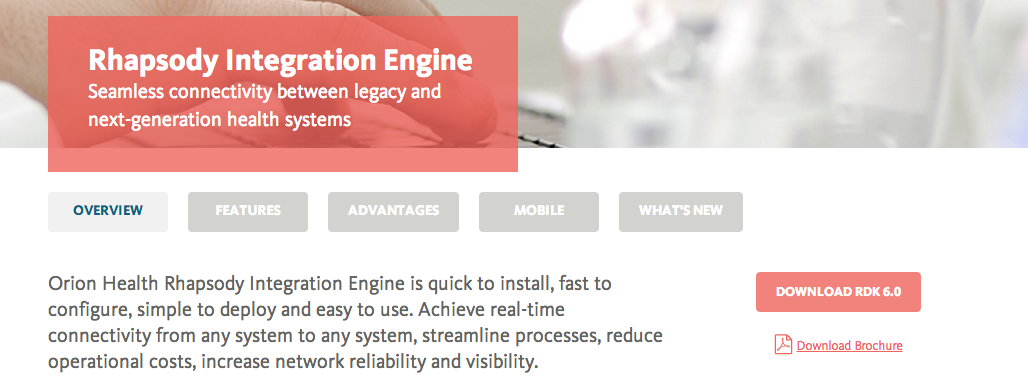 Rhapsody Integration Engine
Seamless connectivity between legacy and
next-generation health systems
OVERVIEW
FEATURES
ADVANTAGES
MOBILE
WHAT'S NEW
Orion Health Rhapsody Integration Engine is quick to install, fast to
configure, simple to deploy and easy to use. Achieve real-time
connectivity from any system to any system, streamline processes, reduce
operational costs, increase network reliability and visibility.
DOWNLOAD RDK 6.0
Download Brochure